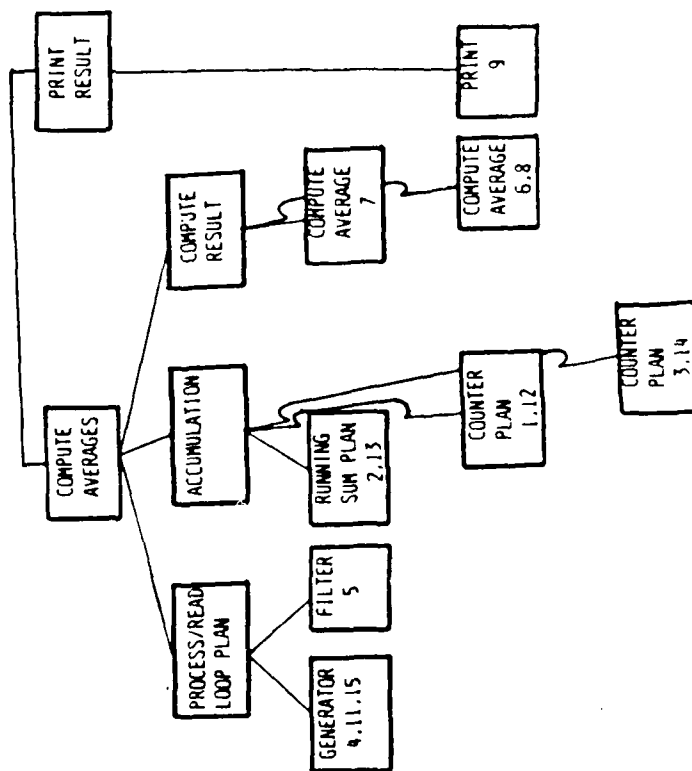 COMPUTE
AVERAGES
PRINT
RESULT
PROCESS/READ
LOOP PLAN
ACCUMULATION
COMPUTE
RESULT
GENERATOR
4,11,15
FILTER
5
RUNNING
SUM PLAN
2,13
COMPUTE
AVERAGE
7
COUNTER
PLAN
1,12
COMPUTE
AVERAGE
6,8
PRINT
9
COUNTER
PLAN
3,14